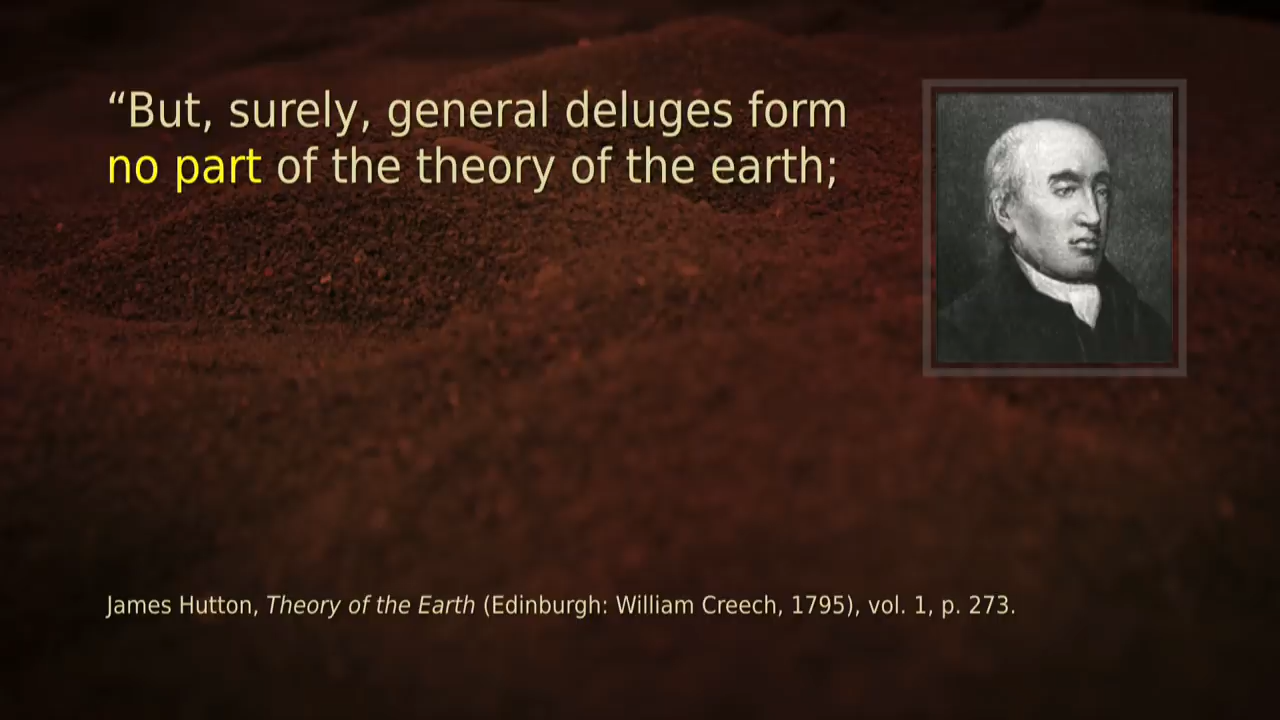 “But, surely, general deluges form
no part of the theory of the earth;
James Hutton, Theory of the Earth (Edinburgh: William Creech, 1795), vol. 1, p. 273.